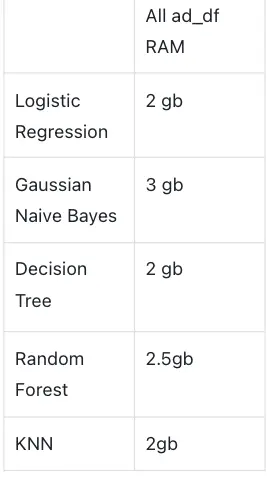 All ad_df
RAM
Logistic
Regression
2 gb
Gaussian
Naive Bayes
3 gb
Decision
Tree
2 gb
Random
Forest
2.5gb
KNN
2gb